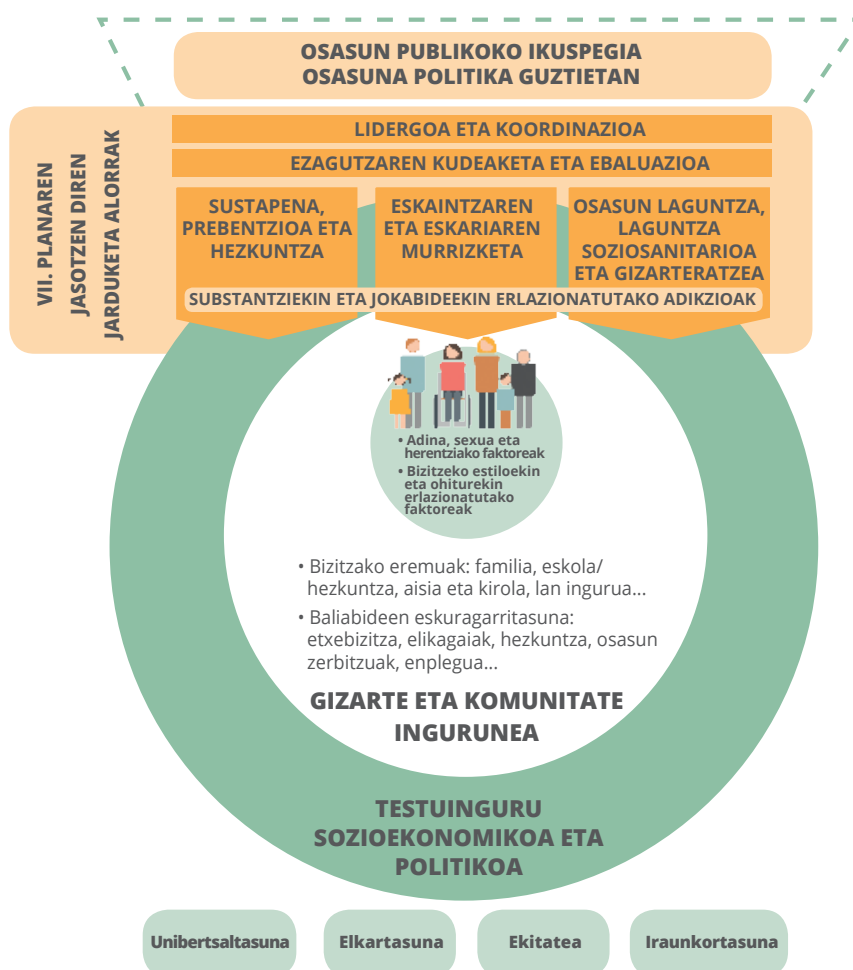 OSASUN PUBLIKOKO IKUSPEGIA
OSASUNA POLITIKA GUZTIETAN
VII. PLANAREN
JASOTZEN DIREN
JARDUKETA ALORRAK
LIDERGOA ETA KOORDINAZIOA
EZAGUTZAREN KUDEAKETA ETA EBALUAZIOA
SUSTAPENA,
PREBENTZIOA ETA
HEZKUNTZA
ESKAINTZAREN
ETA ESKARIAREN
MURRIZKETA
OSASUN LAGUNTZA,
LAGUNTZA
SOZIOSANITARIOA
ETA GIZARTERATZEA
SUBSTANTZIEKIN ETA JOKABIDEEKIN ERLAZIONATUTAKO ADIKZIOAK
• Adina, sexua eta
herentziako faktoreak
• Bizitzeko estiloekin
eta ohiturekin
erlazionatutako
faktoreak
• Bizitzako eremuak: familia, eskola/
hezkuntza, aisia eta kirola, lan ingurua...
• Baliabideen eskuragarritasuna:
etxebizitza, elikagaiak, hezkuntza, osasun
zerbitzuak, enplegua...
GIZARTE ETA KOMUNITATE
INGURUNEA
TESTUINGURU
SOZIOEKONOMIKOA ETA
POLITIKOA
Unibertsaltasuna
Elkartasuna
Ekitatea
Iraunkortasuna